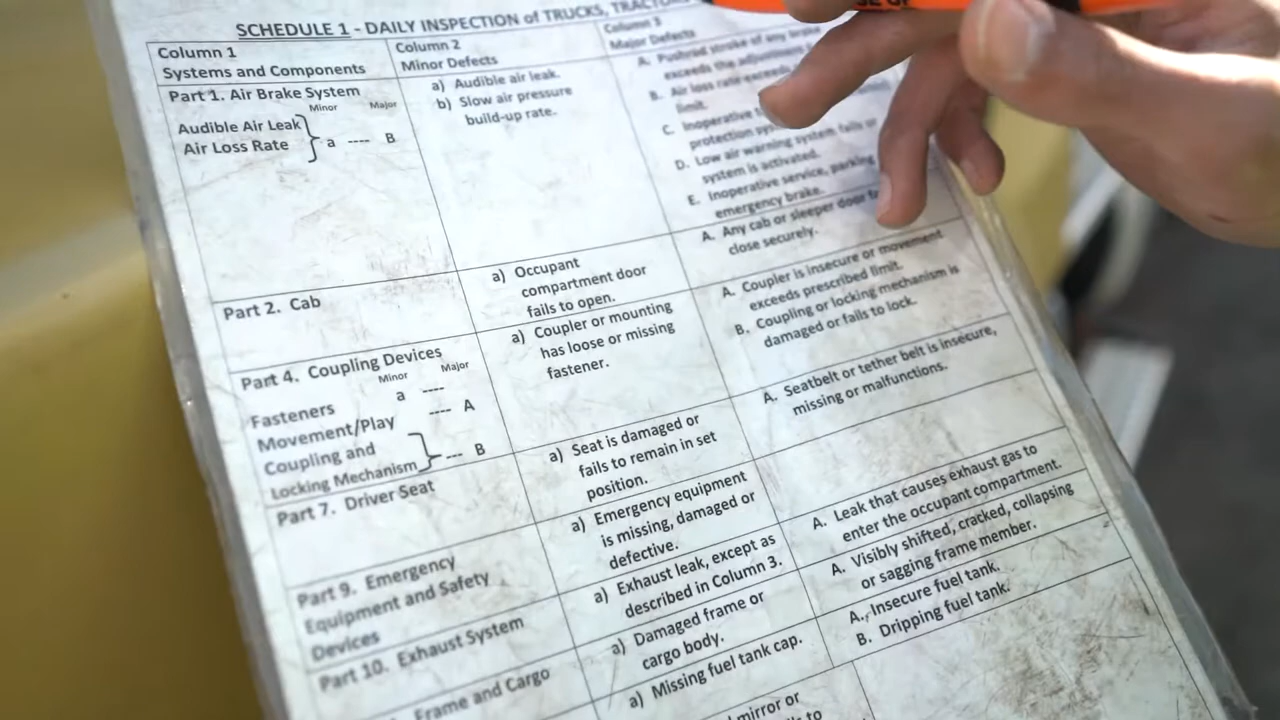 SE OF
SCHEDULE 1 - DAILY INSPECTION of TRUCKS, TRACTO
Column 1
Systems and Components
Column 2
Minor Defects
Column 3
Major Defects
Part 1. Air Brake System
Minor Major
Audible Air Leak
Air Loss Rate } a ---- B
a) Audible air leak.
b) Slow air pressure
build-up rate.
A. Pushrod stroke of any brake
exceeds the adjustment
B. Air loss rate exceeds
limit.
C. Inoperative
protection sys
D. Low air warning system fails or
system is activated.
E. Inoperative service, parking
emergency brake.
Part 2. Cab
a) Occupant
compartment door
fails to open.
A. Any cab or sleeper door fa
close securely.
Part 4. Coupling Devices
Minor Major
Fasteners a ----
Movement/Play ---- A
Coupling and
Locking Mechanism } --- B
a) Coupler or mounting
has loose or missing
fastener.
A. Coupler is insecure or movement
exceeds prescribed limit.
B. Coupling or locking mechanism is
damaged or fails to lock.
Part 7. Driver Seat
a) Seat is damaged or
fails to remain in set
position.
A. Seatbelt or tether belt is insecure,
missing or malfunctions.
Part 9. Emergency
Equipment and Safety
Devices
a) Emergency equipment
is missing, damaged or
defective.
Part 10. Exhaust System
a) Exhaust leak, except as
described in Column 3.
A. Leak that causes exhaust gas to
enter the occupant compartment.
Frame and Cargo
a) Damaged frame or
cargo body.
A. Visibly shifted, cracked, collapsing
or sagging frame member.
a) Missing fuel tank cap.
A. Insecure fuel tank.
B. Dripping fuel tank.
mirror or
ls to